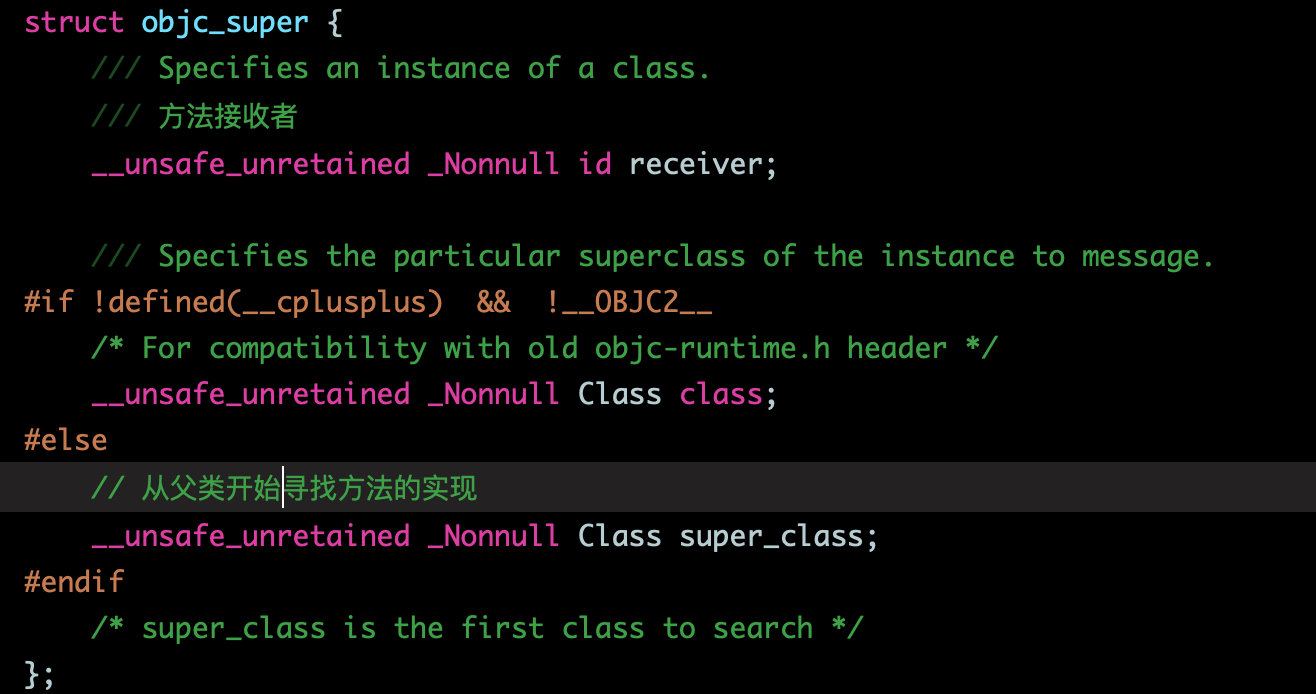 struct objc_super {
    /// Specifies an instance of a class.
    /// 方法接收者
    __unsafe_unretained _Nonnull id receiver;
    /// Specifies the particular superclass of the instance to message.
#if !defined(__cplusplus)  &&  !__OBJC2__
    /* For compatibility with old objc-runtime.h header */
    __unsafe_unretained _Nonnull Class class;
#else
    // 从父类开始寻找方法的实现
    __unsafe_unretained _Nonnull Class super_class;
#endif
    /* super_class is the first class to search */
};